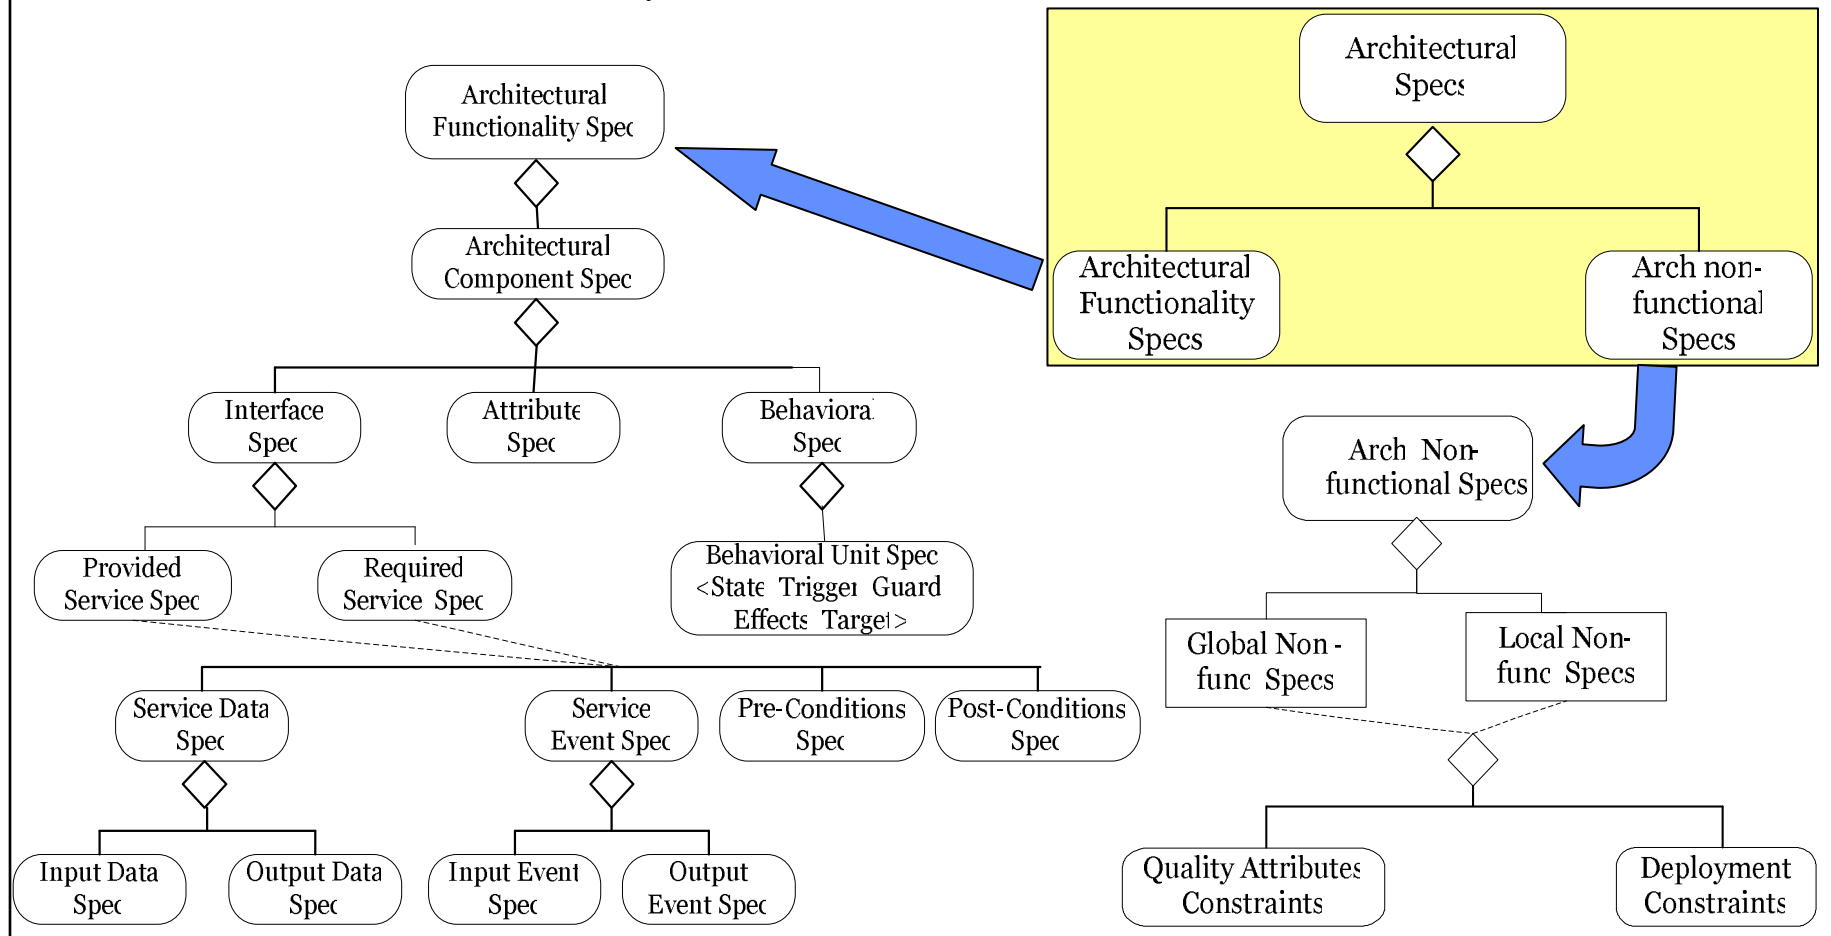 Architectural
Specs
Architectural
Functionality
Specs
Arch non-
functional
Specs
Architectural
Functionality Spec
Architectural
Component Spec
Interface
Spec
Attribute
Spec
Behavioral
Spec
Provided
Service Spec
Required
Service Spec
Behavioral Unit Spec
<State Trigger Guard
Effects Target>
Service Data
Spec
Service
Event Spec
Pre-Conditions
Spec
Post-Conditions
Spec
Input Data
Spec
Output Data
Spec
Input Event
Spec
Output
Event Spec
Arch Non-
functional Specs
Global Non -
func Specs
Local Non-
func Specs
Quality Attributes
Constraints
Deployment
Constraints